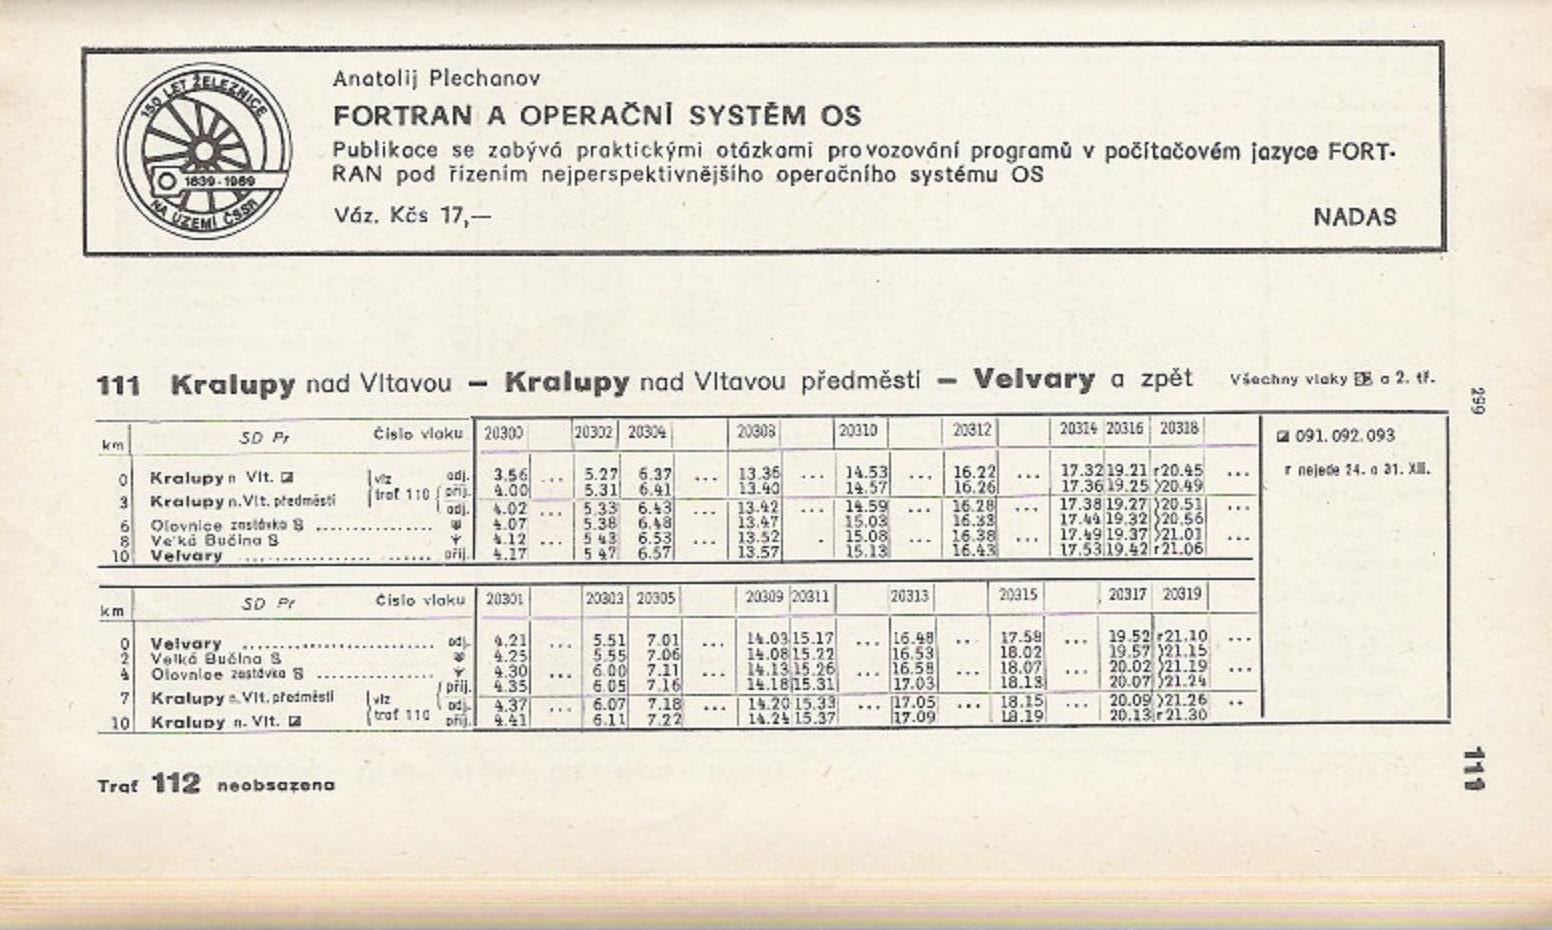 150 LET ŽELEZNICE
1839-1989
NA ÚZEMÍ ČSSR
Anatolij Plechanov
FORTRAN A OPERAČNÍ SYSTÉM OS
Publikace se zabývá praktickými otázkami provozování programů v počítačovém jazyce FORT-
RAN pod řízením nejperspektivnějšího operačního systému OS
Váz. Kčs 17,—
NADAS
111 Kralupy nad Vltavou — Kralupy nad Vltavou předměstí — Velvary a zpět Všechny vlaky a 2. tř.
299
km SD Pr Číslo vlaku 20300 20302 20304 20308 20310 20312 20314 20316 20318
0 Kralupy n Vlt. viz odj. 3.56 ... 5.27 6.37 ... 13.36 ... 14.53 ... 16.22 ... 17.32 19.21 r20.45 ...
trať 110 příj. 4.00 5.31 6.41 13.40 14.57 16.26 17.36 19.25 20.49
3 Kralupy n.Vlt. předměstí odj. 4.02 ... 5.33 6.43 ... 13.42 ... 14.59 ... 16.28 ... 17.38 19.27 20.51 ...
6 Olovnice zastávka 4.07 5.38 6.48 13.47 15.03 16.33 17.44 19.32 20.56
8 Velká Bučina 4.12 ... 5 43 6.53 ... 13.52 . 15.08 ... 16.38 ... 17.49 19.37 21.01 ...
10 Velvary příj. 4.17 5 47 6.57 13.57 15.13 16.43 17.53 19.42 r21.06
091.092.093
r nejede 24. a 31. XII.
km SD Pr Číslo vlaku 20301 20303 20305 20309 20311 20313 20315 20317 20319
0 Velvary odj. 4.21 ... 5.51 7.01 ... 14.03 15.17 ... 16.48 ... 17.58 ... 19.52 r21.10 ...
2 Velká Bučina 4.25 5.55 7.06 14.08 15.22 16.53 18.02 19.57 21.15
4 Olovnice zastávka 4.30 ... 6.00 7.11 ... 14.13 15.26 ... 16.58 ... 18.07 ... 20.02 21.19 ...
příj. 4.35 6.05 7.16 14.18 15.31 17.03 18.13 20.07 21.24
7 Kralupy n.Vlt. předměstí viz odj. 4.37 ... 6.07 7.18 ... 14.20 15.33 ... 17.05 ... 18.15 ... 20.09 21.26 ..
10 Kralupy n. Vlt. trať 110 příj. 4.41 6.11 7.22 14.24 15.37 17.09 18.19 20.13 r21.30
Trať 112 neobsazena
111